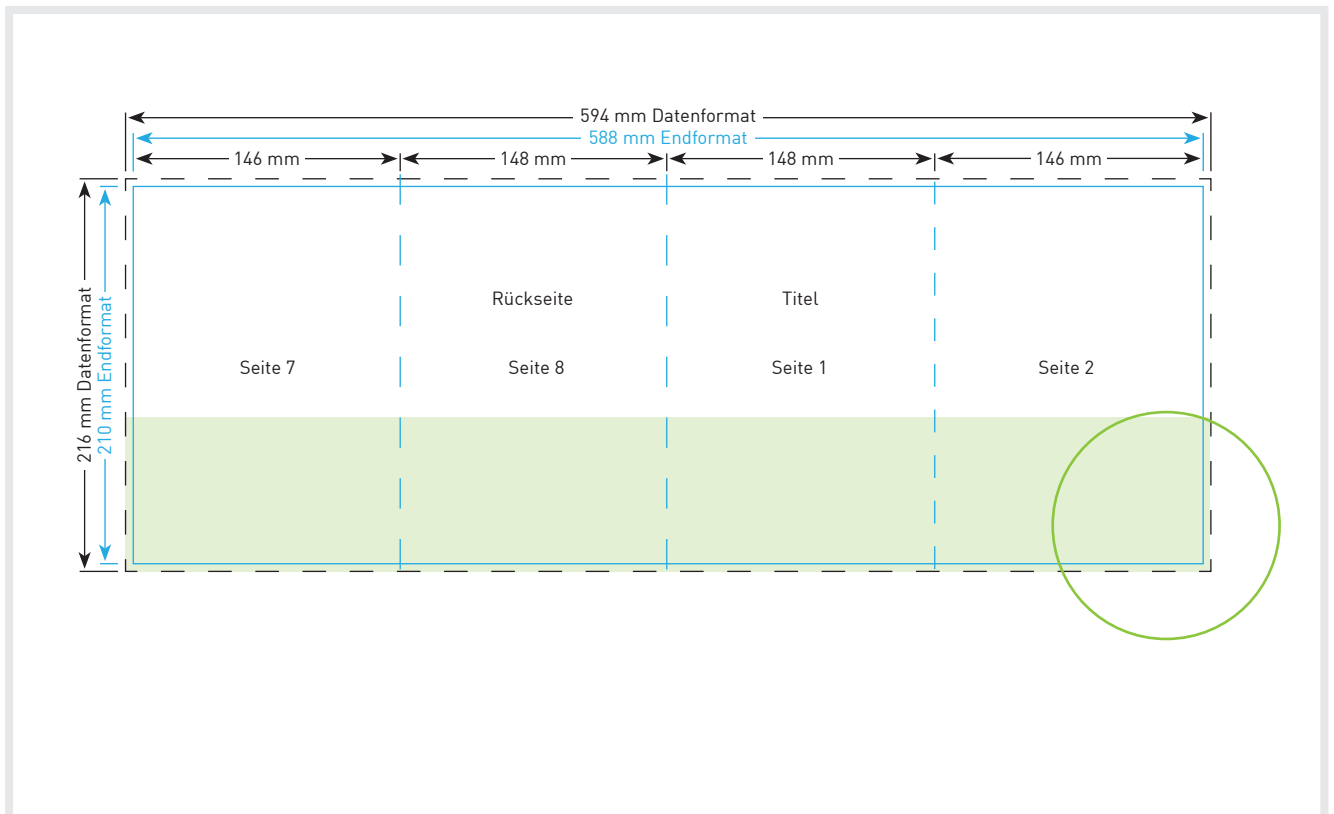 594 mm Datenformat
588 mm Endformat
146 mm
148 mm
148 mm
146 mm
216 mm Datenformat
210 mm Endformat
Rückseite
Titel
Seite 7
Seite 8
Seite 1
Seite 2